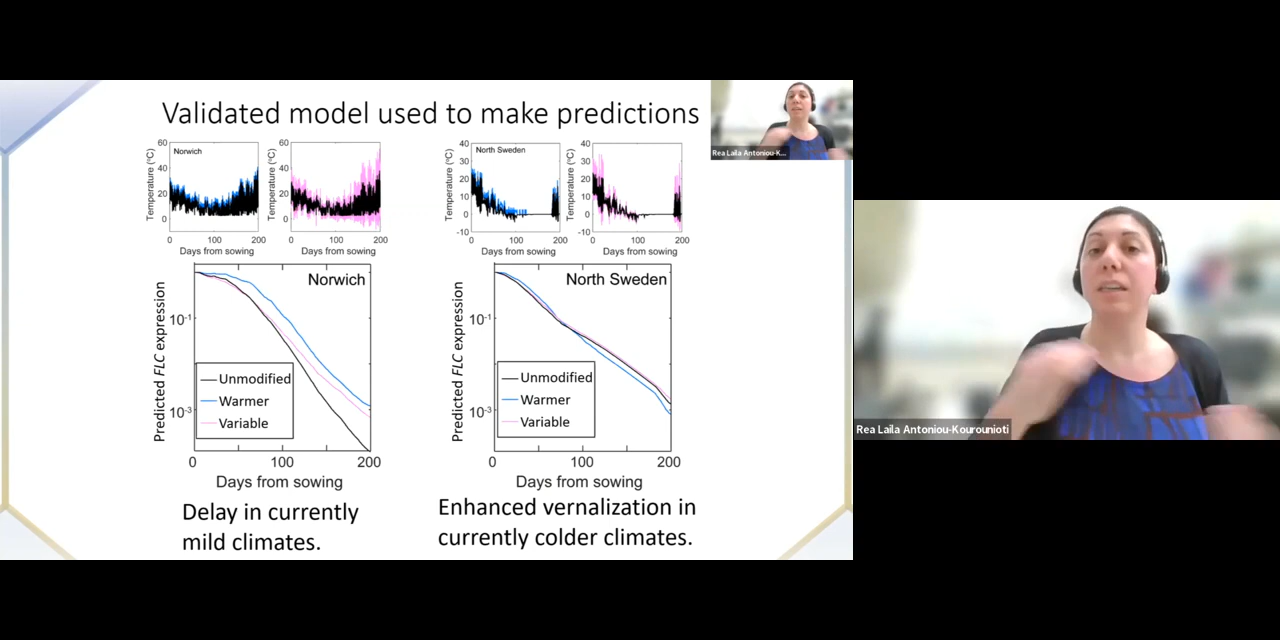 Validated model used to make predictions
Rea Laila Antoniou-K...
60
40
20
0
Temperature (°C)
Norwich
0 100 200
Days from sowing
60
40
20
0
Temperature (°C)
0 100 200
Days from sowing
40
30
20
10
0
-10
Temperature (°C)
North Sweden
0 100 200
Days from sowing
40
30
20
10
0
-10
Temperature (°C)
0 100 200
Days from sowing
Predicted FLC expression
10-1
10-3
Norwich
Unmodified
Warmer
Variable
0 100 200
Days from sowing
Predicted FLC expression
10-1
10-3
North Sweden
Unmodified
Warmer
Variable
0 100 200
Days from sowing
Delay in currently
mild climates.
Enhanced vernalization in
currently colder climates.
Rea Laila Antoniou-Kourounioti